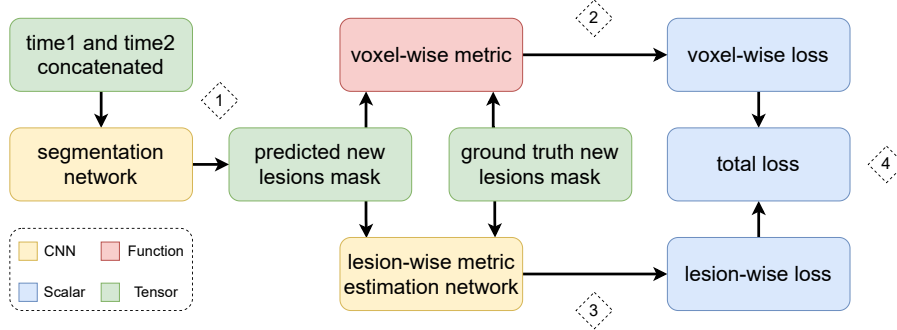 time1 and time2
concatenated
1
segmentation
network
predicted new
lesions mask
ground truth new
lesions mask
voxel-wise metric
2
voxel-wise loss
total loss
4
lesion-wise metric
estimation network
3
lesion-wise loss
CNN
Function
Scalar
Tensor